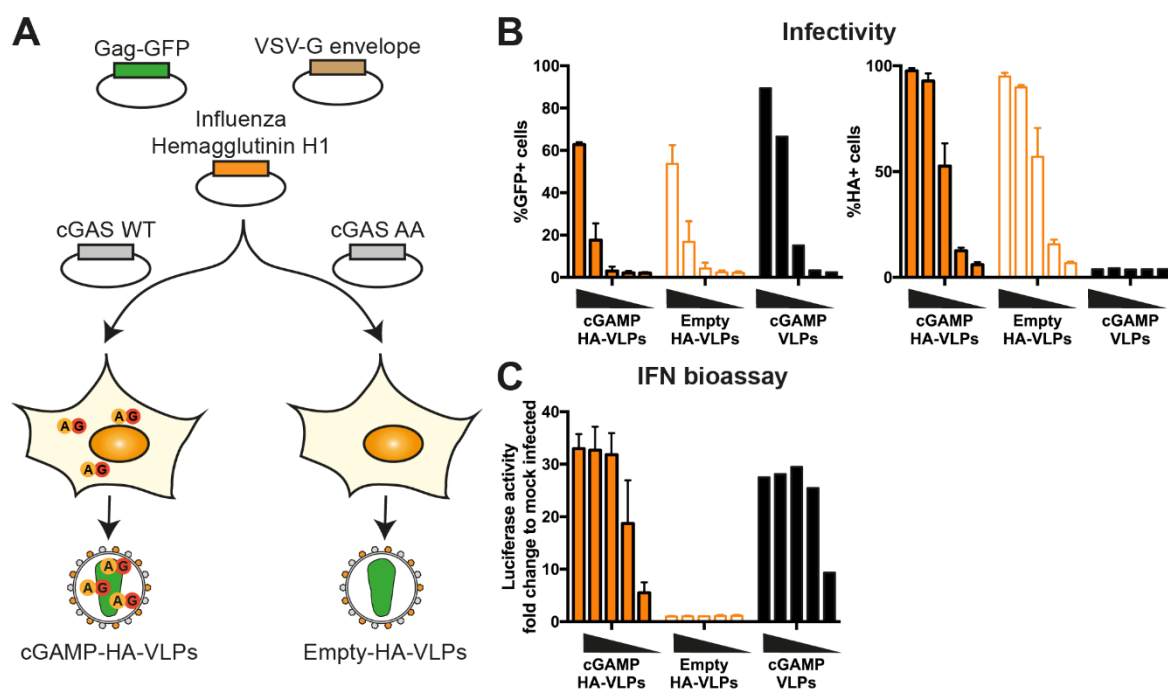 A
Gag-GFP
VSV-G envelope
Influenza
Hemagglutinin H1
cGAS WT
cGAS AA
A G
A G
A G
A G
A G
A G
cGAMP-HA-VLPs
Empty-HA-VLPs
B
Infectivity
%GFP+ cells
100
80
60
40
20
0
cGAMP
HA-VLPs
Empty
HA-VLPs
cGAMP
VLPs
%HA+ cells
100
50
0
cGAMP
HA-VLPs
Empty
HA-VLPs
cGAMP
VLPs
C
IFN bioassay
Luciferase activity
fold change to mock infected
40
30
20
10
0
cGAMP
HA-VLPs
Empty
HA-VLPs
cGAMP
VLPs